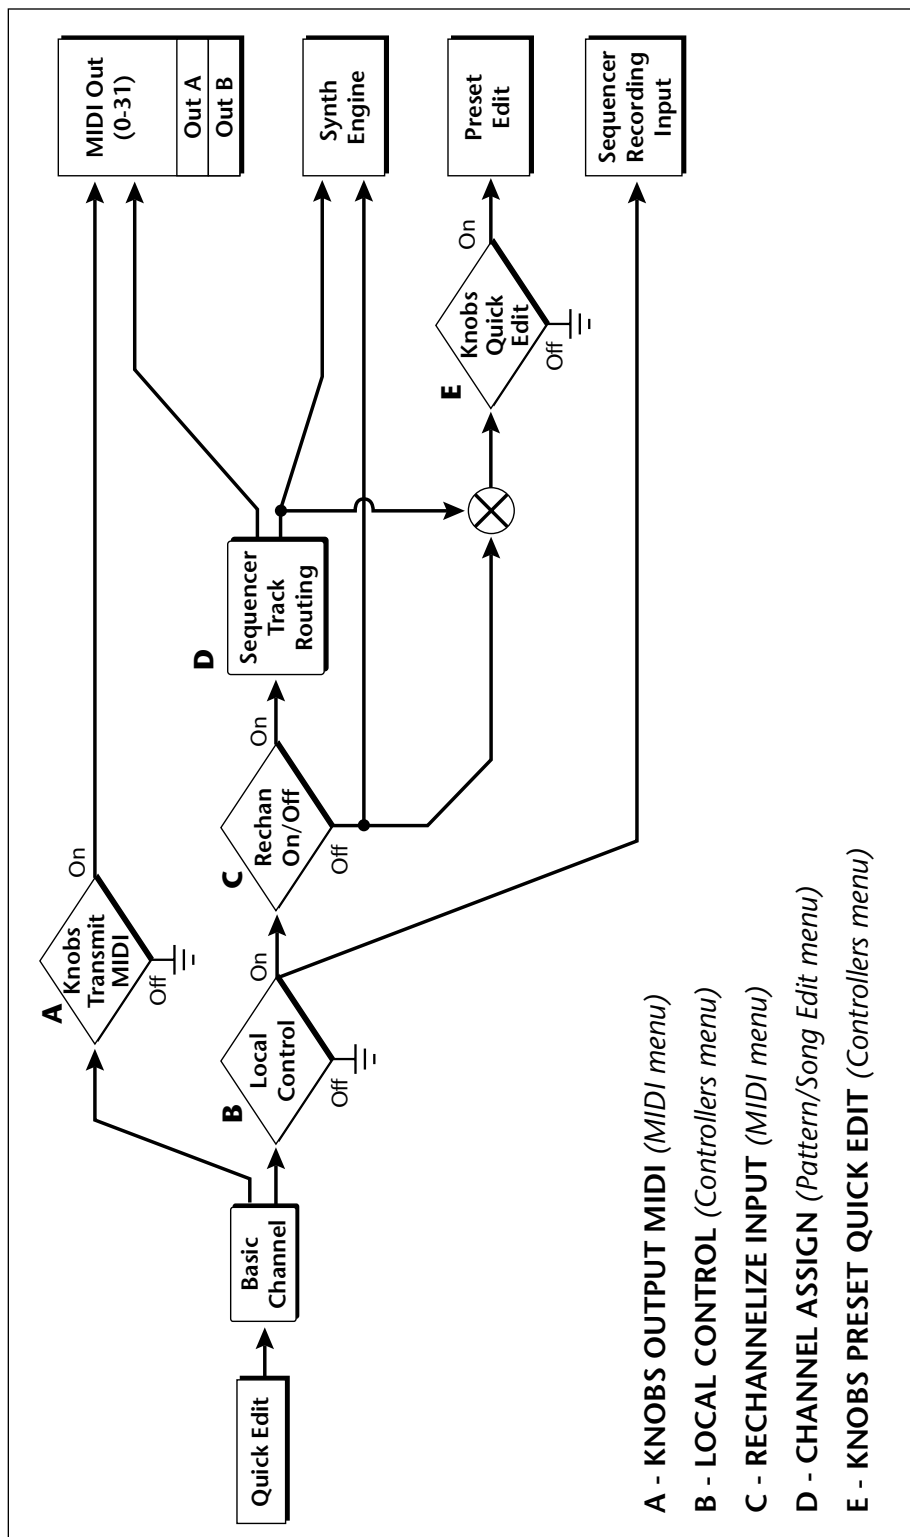 Quick Edit
Basic
Channel
A
Knobs
Transmit
MIDI
On
Off
B
Local
Control
On
Off
C
Rechan
On/Off
On
Off
D
Sequencer
Track
Routing
E
Knobs
Quick
Edit
On
Off
MIDI Out
(0-31)
Out A
Out B
Synth
Engine
Preset
Edit
Sequencer
Recording
Input
A - KNOBS OUTPUT MIDI (MIDI menu)
B - LOCAL CONTROL (Controllers menu)
C - RECHANNELIZE INPUT (MIDI menu)
D - CHANNEL ASSIGN (Pattern/Song Edit menu)
E - KNOBS PRESET QUICK EDIT (Controllers menu)